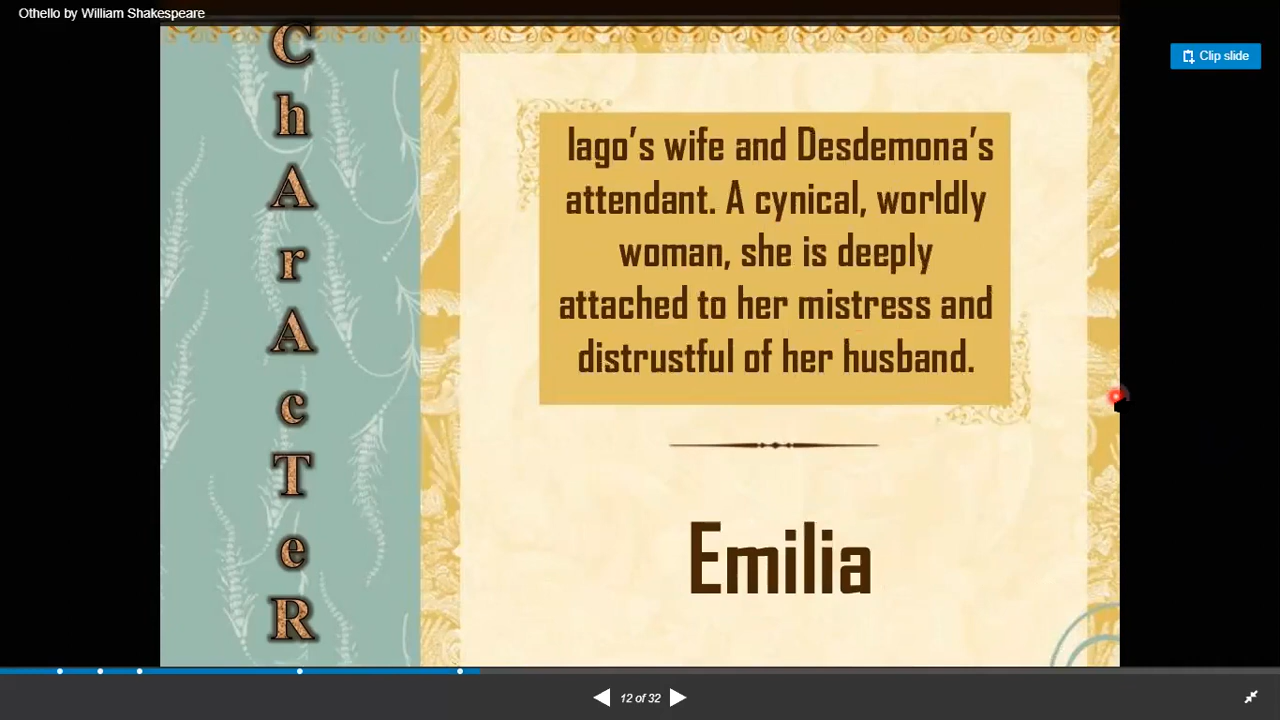 Othello by William Shakespeare
Clip slide
ChArAcTeR
Iago’s wife and Desdemona’s
attendant. A cynical, worldly
woman, she is deeply
attached to her mistress and
distrustful of her husband.
Emilia
12 of 32